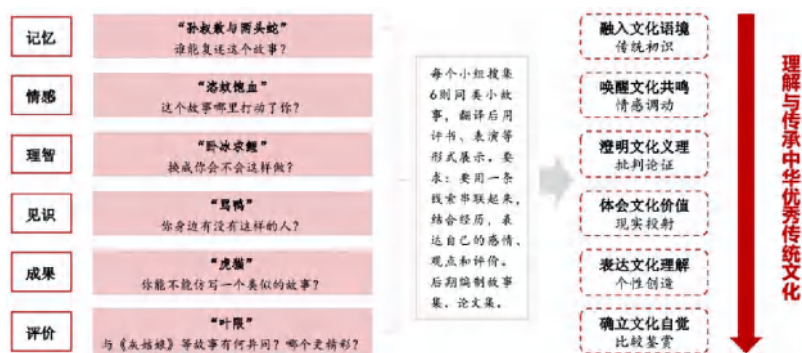 记忆
“孙叔敖与两头蛇”
谁能复述这个故事？
情感
“恣蚊饱血”
这个故事哪里打动了你？
理智
“卧冰求鲤”
换成你会不会这样做？
见识
“骂鸭”
你身边有没有这样的人？
成果
“虎猫”
你能不能仿写一个类似的故事？
评价
“叶限”
与《灰姑娘》等故事有何异同？哪个更精彩？
每个小组搜集
6则同类小故
事，翻译后用
评书、表演等
形式展示。要
求：要用一条
线索串联起来，
结合经历，表
达自己的感情、
观点和评价。
后期编制故事
集、论文集。
融入文化语境
传统初识
唤醒文化共鸣
情感调动
澄明文化义理
批判论证
体会文化价值
现实投射
表达文化理解
个性创造
确立文化自觉
比较鉴赏
理解与传承中华优秀传统文化